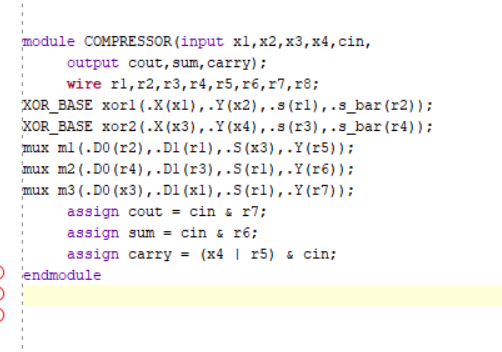 module COMPRESSOR(input x1,x2,x3,x4,cin,
output cout,sum,carry);
wire r1,r2,r3,r4,r5,r6,r7,r8;
XOR_BASE xor1(.X(x1),.Y(x2),.s(r1),.s_bar(r2));
XOR_BASE xor2(.X(x3),.Y(x4),.s(r3),.s_bar(r4));
mux m1(.D0(r2),.D1(r1),.S(x3),.Y(r5));
mux m2(.D0(r4),.D1(r3),.S(r1),.Y(r6));
mux m3(.D0(x3),.D1(x1),.S(r1),.Y(r7));
assign cout = cin & r7;
assign sum = cin & r6;
assign carry = (x4 | r5) & cin;
endmodule